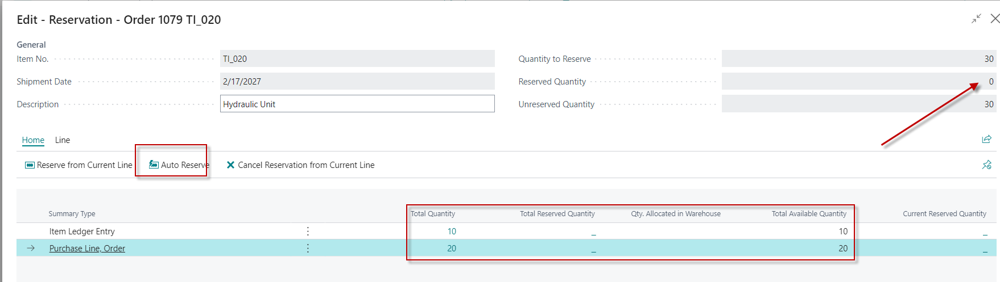 Edit - Reservation - Order 1079 TI_020
General
Item No. TI_020 Quantity to Reserve 30
Shipment Date 2/17/2027 Reserved Quantity 0
Description Hydraulic Unit Unreserved Quantity 30
Home Line
Reserve from Current Line Auto Reserve Cancel Reservation from Current Line
Summary Type Total Quantity Total Reserved Quantity Qty. Allocated in Warehouse Total Available Quantity Current Reserved Quantity
Item Ledger Entry 10 _ 10 _
Purchase Line, Order 20 _ 20 _